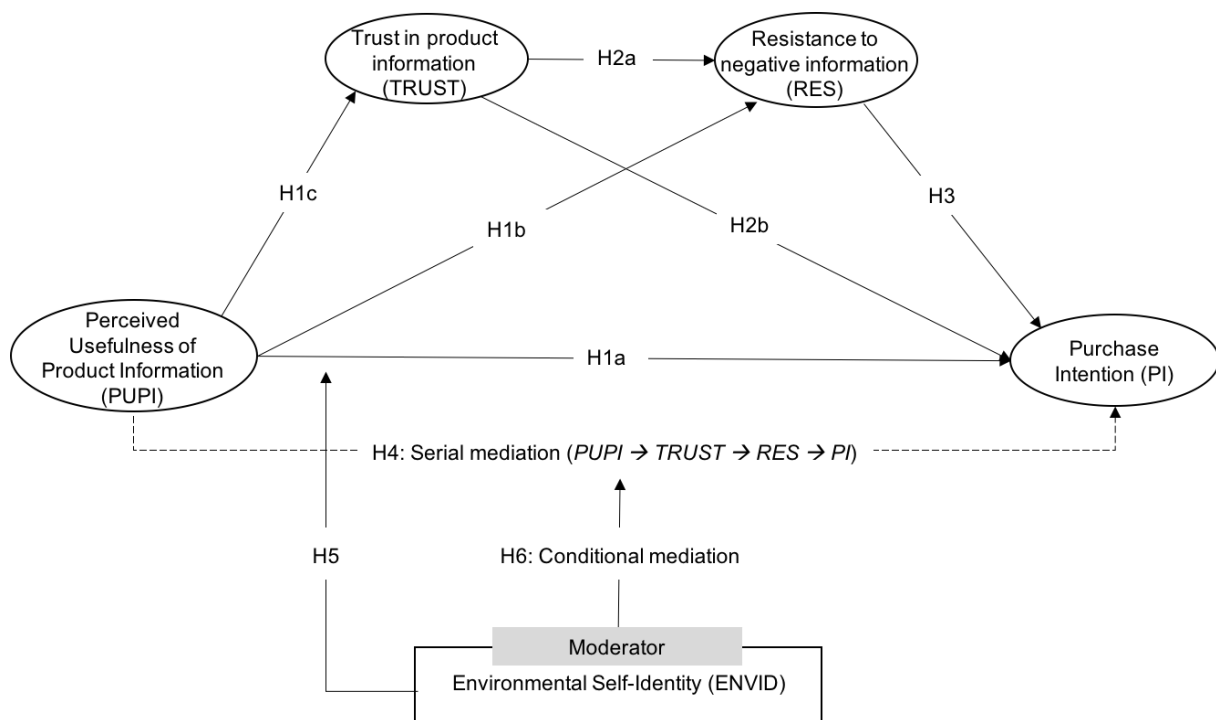 Trust in product
information
(TRUST)
H2a
Resistance to
negative information
(RES)
H1c
H1b
H2b
H3
Perceived
Usefulness of
Product Information
(PUPI)
H1a
Purchase
Intention (PI)
H4: Serial mediation (PUPI → TRUST → RES → PI)
H5
H6: Conditional mediation
Moderator
Environmental Self-Identity (ENVID)